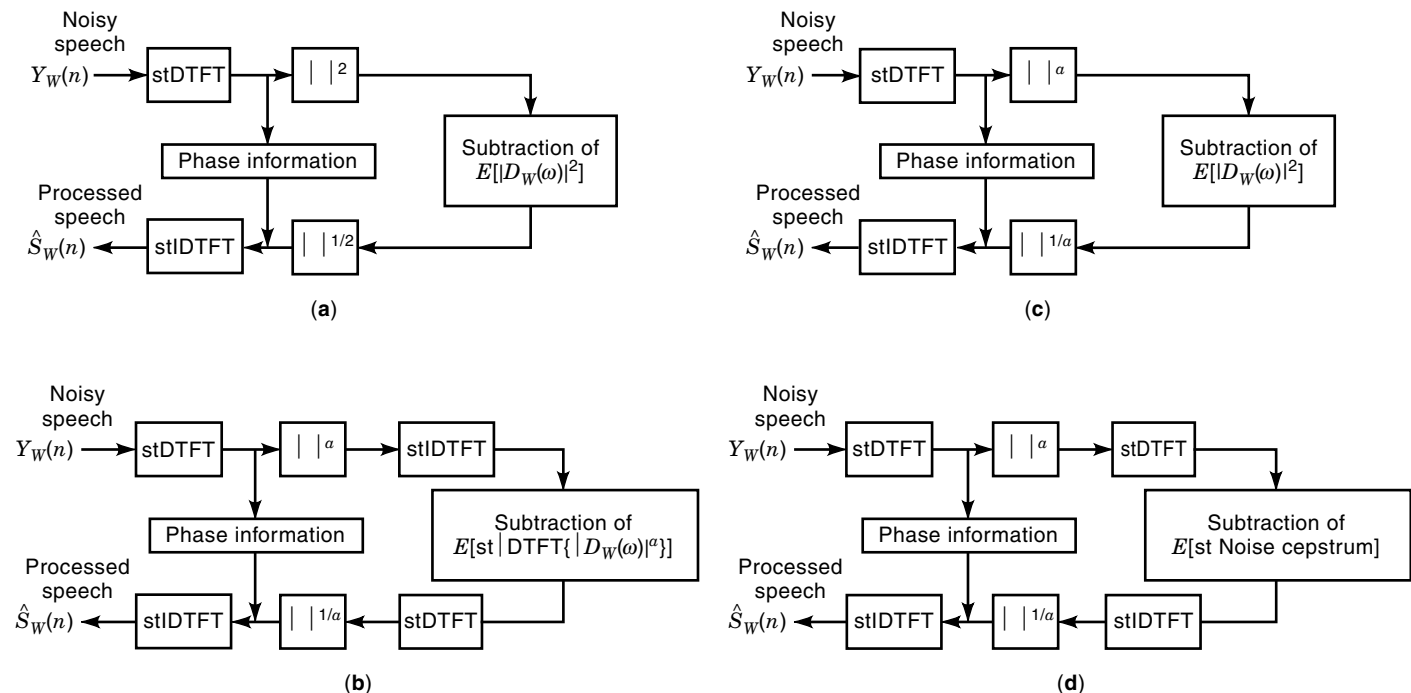 Noisy
speech
Y_W(n)
stDTFT
| |^2
Phase information
Subtraction of
E[|D_W(ω)|^2]
Processed
speech
Ŝ_W(n)
stIDTFT
| |^1/2
(a)
Noisy
speech
Y_W(n)
stDTFT
| |^a
Phase information
Subtraction of
E[|D_W(ω)|^2]
Processed
speech
Ŝ_W(n)
stIDTFT
| |^1/a
(c)
Noisy
speech
Y_W(n)
stDTFT
| |^a
stIDTFT
Phase information
Subtraction of
E[st|DTFT{|D_W(ω)|^a}]
Processed
speech
Ŝ_W(n)
stIDTFT
| |^1/a
stDTFT
(b)
Noisy
speech
Y_W(n)
stDTFT
| |^a
stDTFT
Phase information
Subtraction of
E[st Noise cepstrum]
Processed
speech
Ŝ_W(n)
stIDTFT
| |^1/a
stIDTFT
(d)